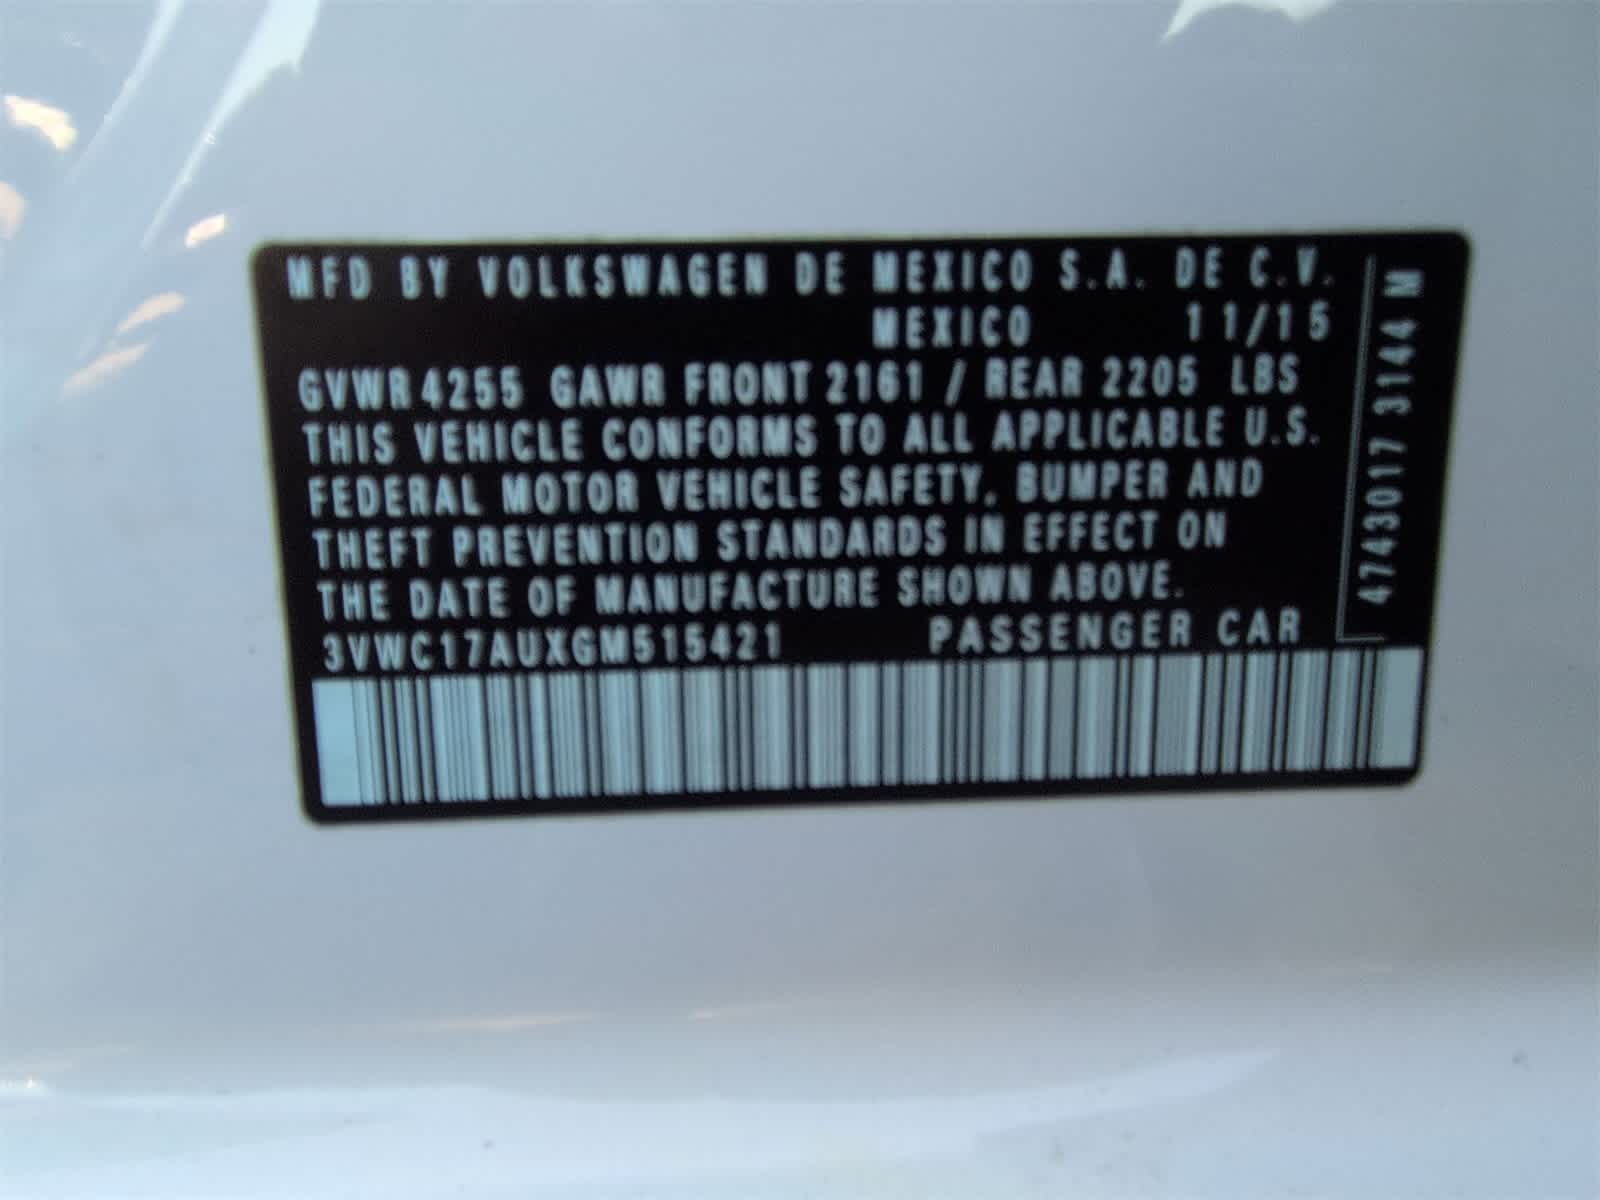 MFD BY VOLKSWAGEN DE MEXICO S.A. DE C.V.
MEXICO 11/15
GVWR 4255 GAWR FRONT 2161 / REAR 2205 LBS
THIS VEHICLE CONFORMS TO ALL APPLICABLE U.S.
FEDERAL MOTOR VEHICLE SAFETY, BUMPER AND
THEFT PREVENTION STANDARDS IN EFFECT ON
THE DATE OF MANUFACTURE SHOWN ABOVE.
3VWC17AUXGM515421 PASSENGER CAR
4743017 3144 M